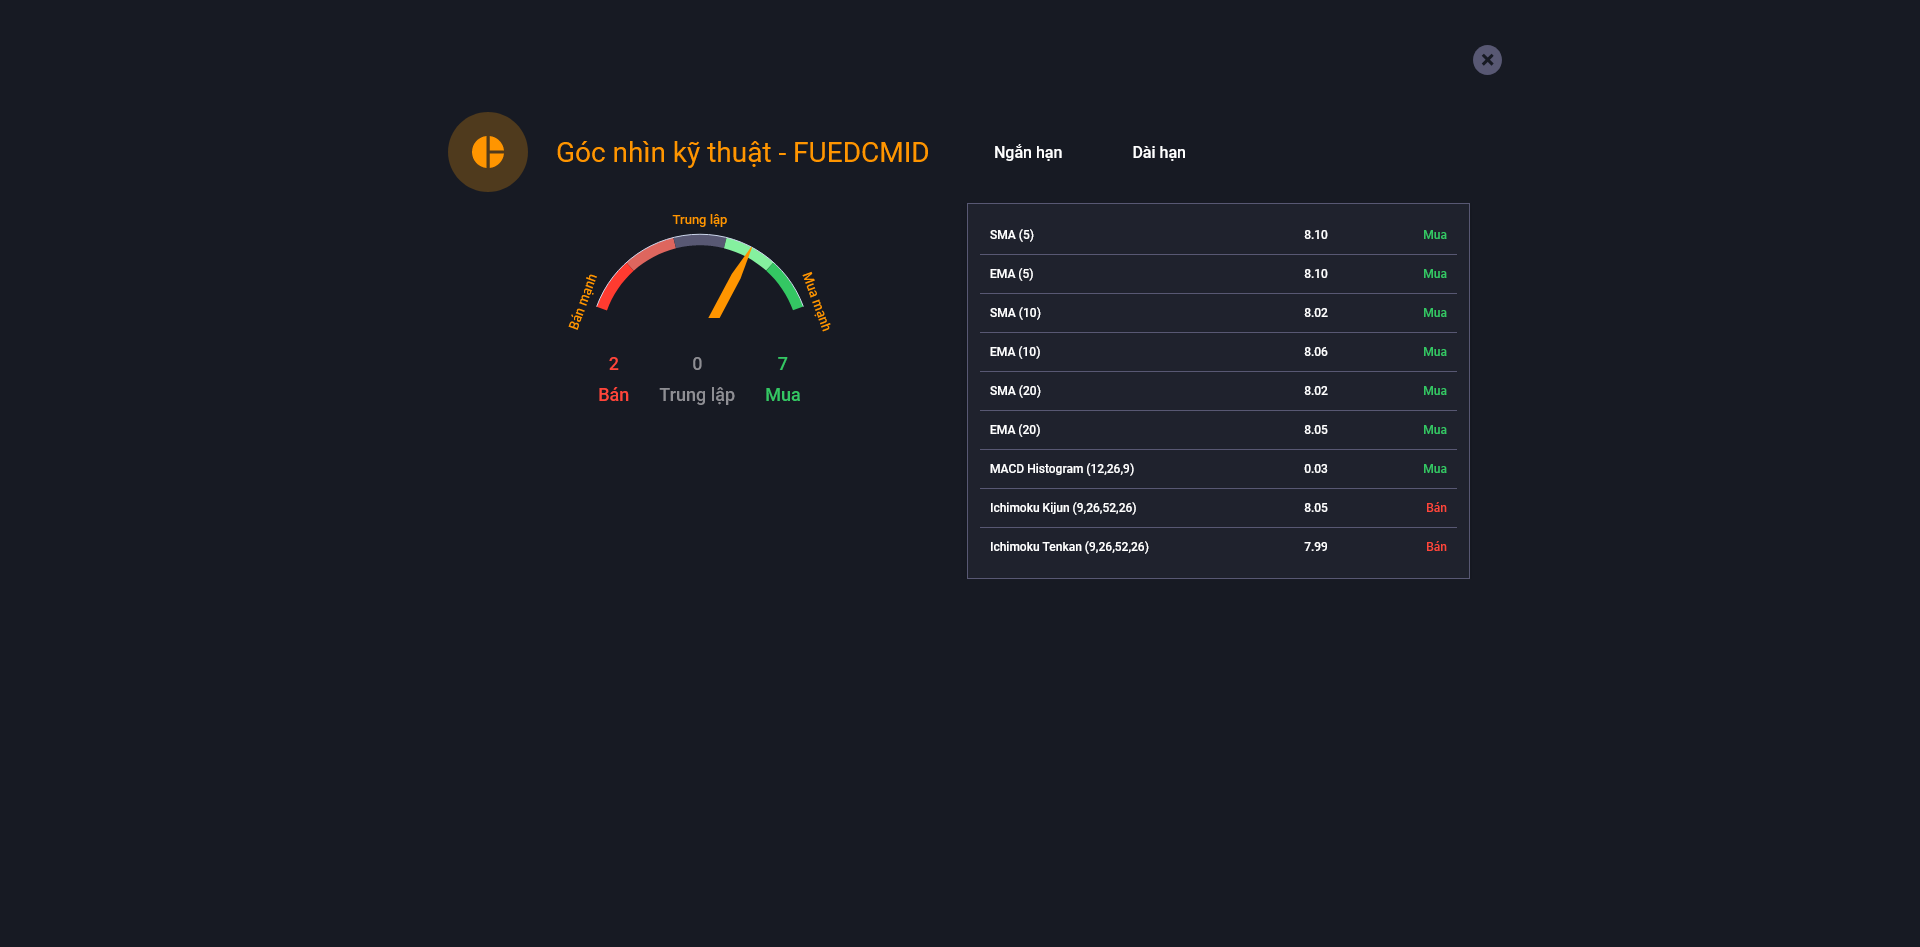 Góc nhìn kỹ thuật - FUEDCMID
Ngắn hạn
Dài hạn
Trung lập
Bán mạnh
Mua mạnh
2
0
7
Bán
Trung lập
Mua
SMA (5) 8.10 Mua
EMA (5) 8.10 Mua
SMA (10) 8.02 Mua
EMA (10) 8.06 Mua
SMA (20) 8.02 Mua
EMA (20) 8.05 Mua
MACD Histogram (12,26,9) 0.03 Mua
Ichimoku Kijun (9,26,52,26) 8.05 Bán
Ichimoku Tenkan (9,26,52,26) 7.99 Bán